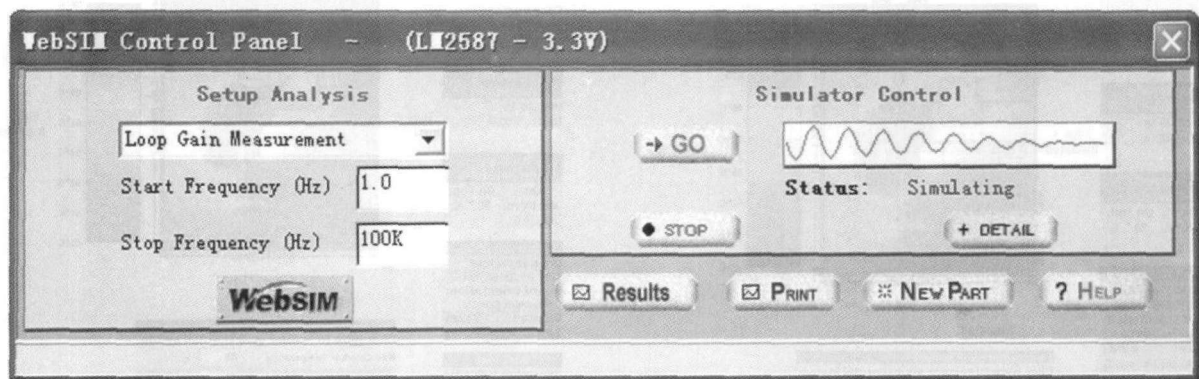 WebSIM Control Panel - (LM2587 - 3.3V)
Setup Analysis
Loop Gain Measurement
Start Frequency (Hz) 1.0
Stop Frequency (Hz) 100K
WebSIM
Simulator Control
GO
Status: Simulating
STOP
+ DETAIL
Results
PRINT
NEW PART
? HELP